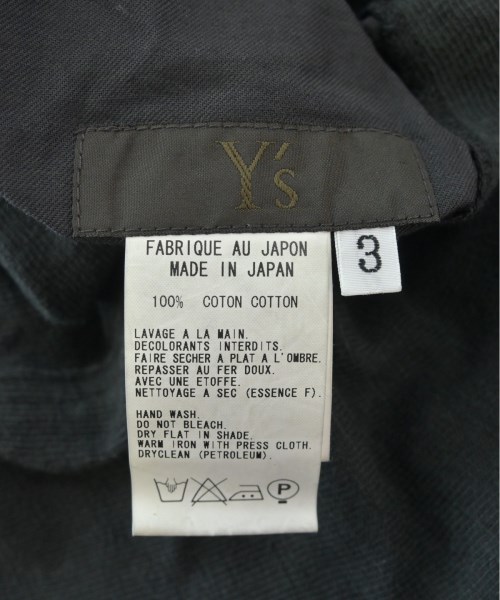 Y's
3
FABRIQUE AU JAPON
MADE IN JAPAN
100% COTON COTTON
LAVAGE A LA MAIN.
DECOLORANTS INTERDITS.
FAIRE SECHER A PLAT A L'OMBRE.
REPASSER AU FER DOUX.
AVEC UNE ETOFFE.
NETTOYAGE A SEC (ESSENCE F).
HAND WASH.
DO NOT BLEACH.
DRY FLAT IN SHADE.
WARM IRON WITH PRESS CLOTH.
DRYCLEAN (PETROLEUM).
P